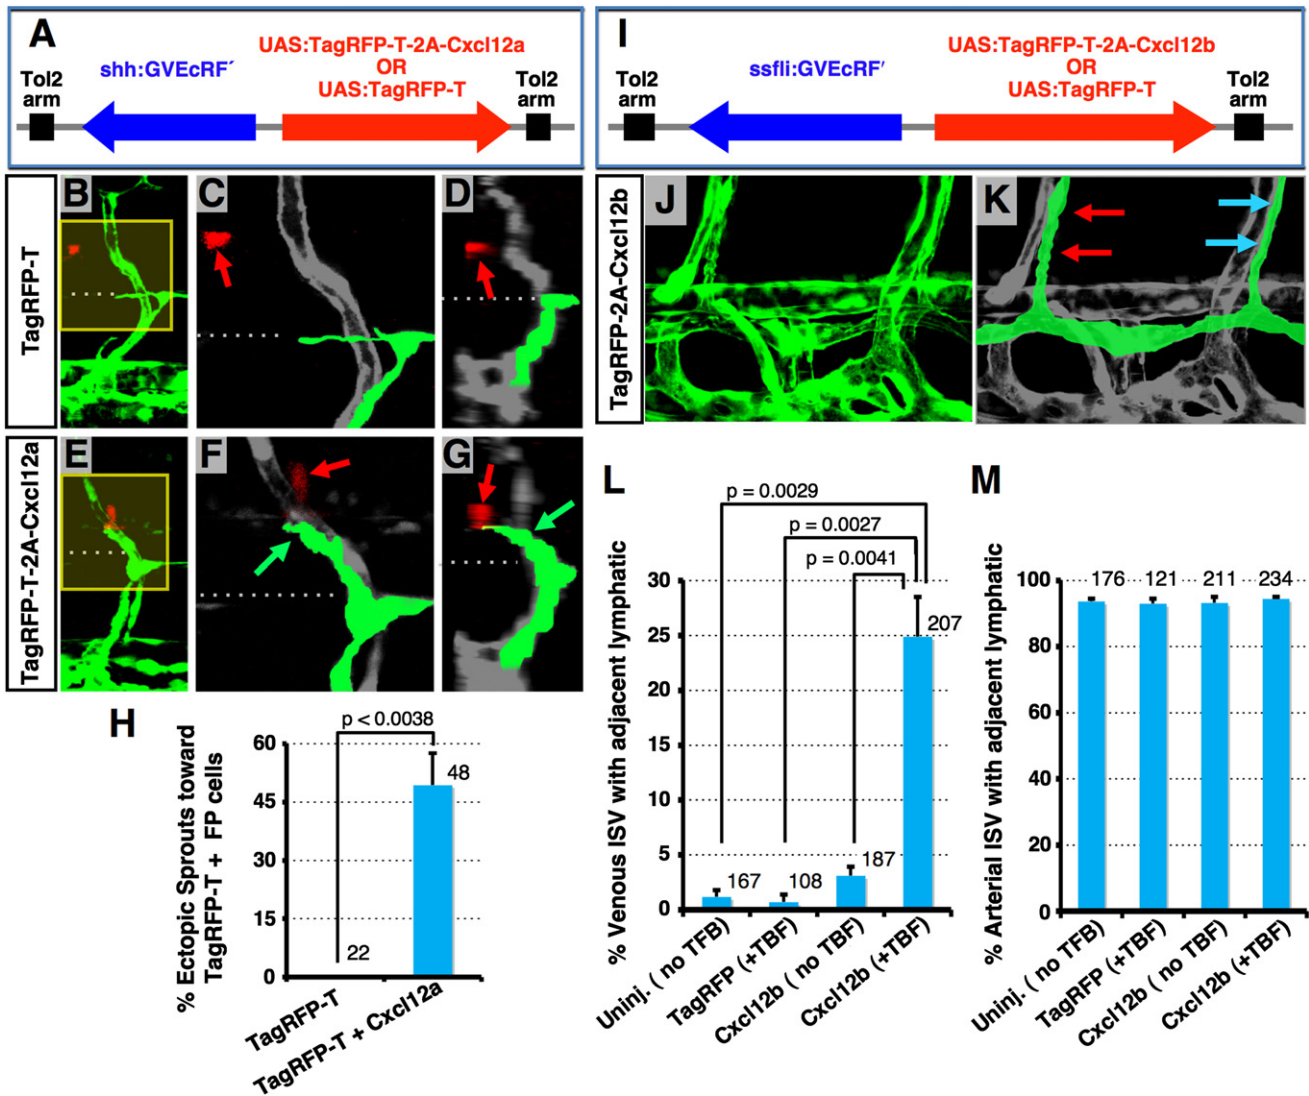 A
UAS:TagRFP-T-2A-Cxcl12a
OR
UAS:TagRFP-T
shh:GVEcRF´
Tol2
arm
Tol2
arm
I
UAS:TagRFP-T-2A-Cxcl12b
OR
UAS:TagRFP-T
ssfli:GVEcRF′
Tol2
arm
Tol2
arm
TagRFP-T
B
C
D
TagRFP-2A-Cxcl12b
J
K
TagRFP-T-2A-Cxcl12a
E
F
G
H
% Ectopic Sprouts toward
TagRFP-T + FP cells
p < 0.0038
60
45
30
15
0
48
22
TagRFP-T
TagRFP-T + Cxcl12a
L
% Venous ISV with adjacent lymphatic
p = 0.0029
p = 0.0027
p = 0.0041
30
25
20
15
10
5
0
167
108
187
207
Uninj. ( no TFB)
TagRFP (+TBF)
Cxcl12b ( no TBF)
Cxcl12b (+TBF)
M
% Arterial ISV with adjacent lymphatic
100
80
60
40
20
0
176
121
211
234
Uninj. ( no TFB)
TagRFP (+TBF)
Cxcl12b ( no TBF)
Cxcl12b (+TBF)